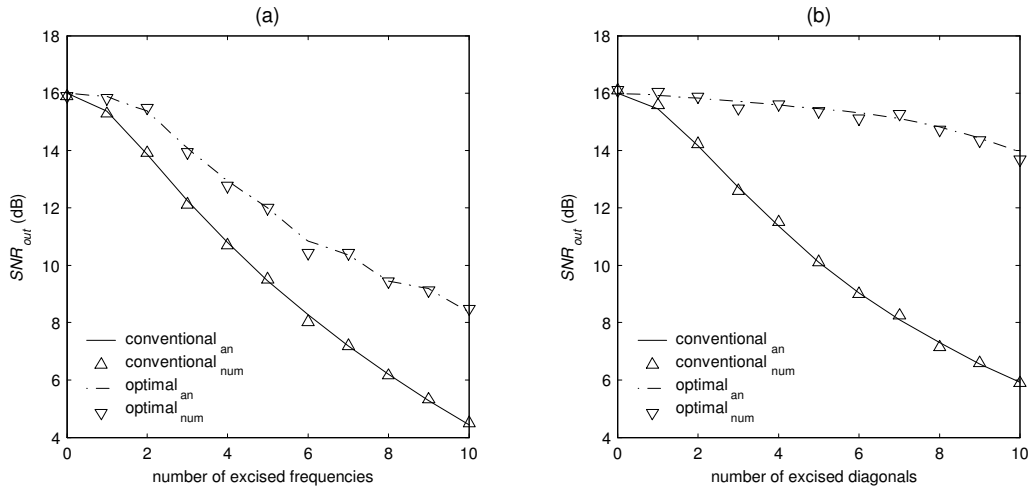 (a)
18
16
14
12
10
8
6
4
SNR_out (dB)
conventional_an
conventional_num
optimal_an
optimal_num
0 2 4 6 8 10
number of excised frequencies
(b)
18
16
14
12
10
8
6
4
SNR_out (dB)
conventional_an
conventional_num
optimal_an
optimal_num
0 2 4 6 8 10
number of excised diagonals